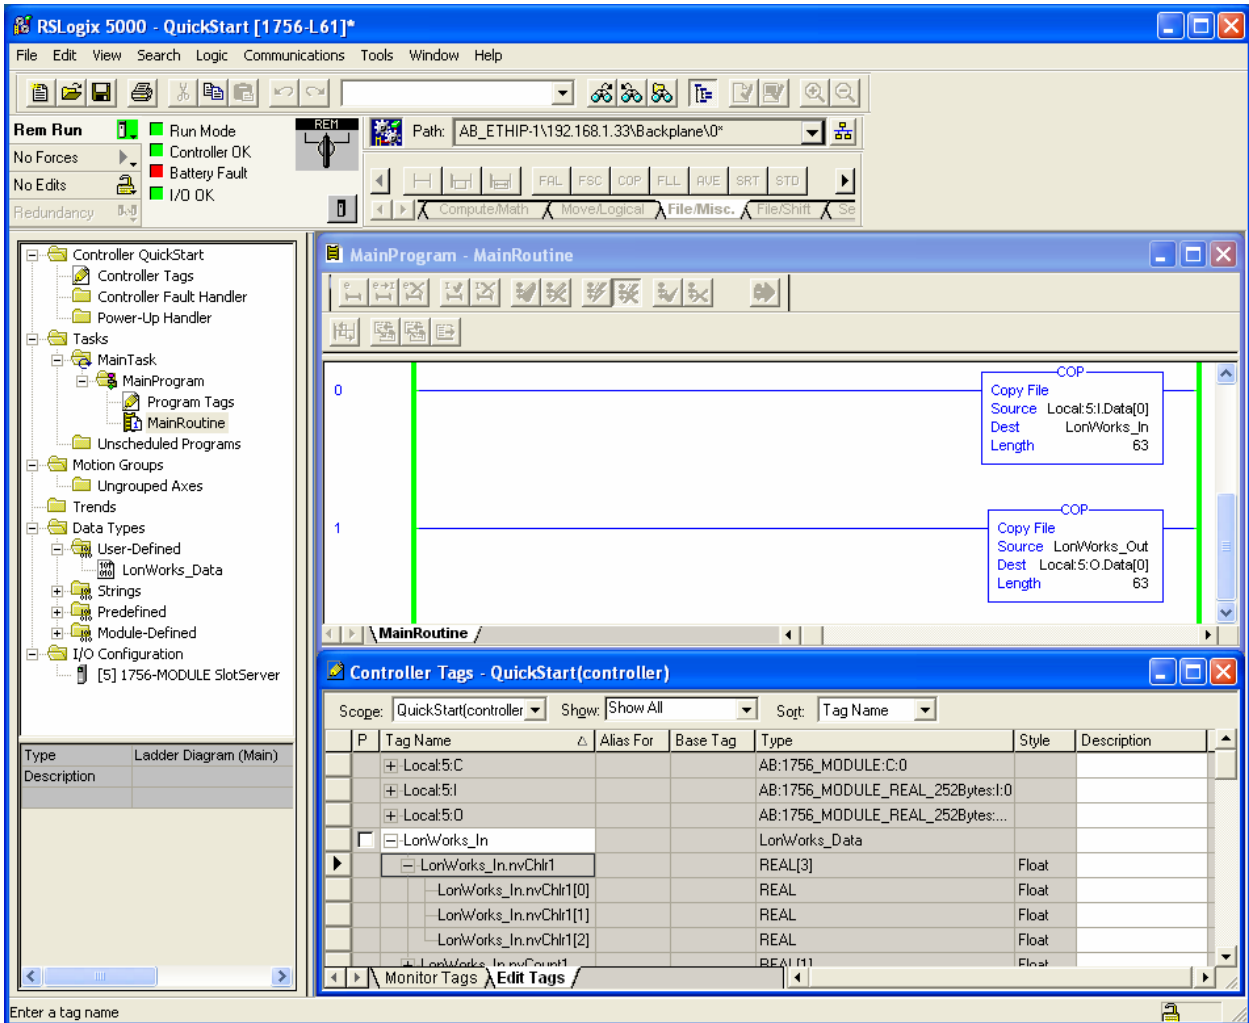 RSLogix 5000 - QuickStart [1756-L61]*
File Edit View Search Logic Communications Tools Window Help
Rem Run
Run Mode
REM
Path: AB_ETHIP-1\192.168.1.33\Backplane\0*
No Forces
Controller OK
Battery Fault
No Edits
I/O OK
FAL FSC COP FLL AVE SRT STD
Redundancy
Compute/Math Move/Logical File/Misc. File/Shift Se
Controller QuickStart
Controller Tags
Controller Fault Handler
Power-Up Handler
Tasks
MainTask
MainProgram
Program Tags
MainRoutine
Unscheduled Programs
Motion Groups
Ungrouped Axes
Trends
Data Types
User-Defined
LonWorks_Data
Strings
Predefined
Module-Defined
I/O Configuration
[5] 1756-MODULE SlotServer
Type Ladder Diagram (Main)
Description
MainProgram - MainRoutine
0
COP
Copy File
Source Local:5:I.Data[0]
Dest LonWorks_In
Length 63
1
COP
Copy File
Source LonWorks_Out
Dest Local:5:O.Data[0]
Length 63
MainRoutine
Controller Tags - QuickStart(controller)
Scope: QuickStart(controller Show: Show All Sort: Tag Name
P Tag Name Alias For Base Tag Type Style Description
Local:5:C AB:1756_MODULE:C:0
Local:5:I AB:1756_MODULE_REAL_252Bytes:I:0
Local:5:O AB:1756_MODULE_REAL_252Bytes:...
LonWorks_In LonWorks_Data
LonWorks_In.nvChlr1 REAL[3] Float
LonWorks_In.nvChlr1[0] REAL Float
LonWorks_In.nvChlr1[1] REAL Float
LonWorks_In.nvChlr1[2] REAL Float
LonWorks_In.nvCount1 REAL[1] Float
Monitor Tags Edit Tags
Enter a tag name